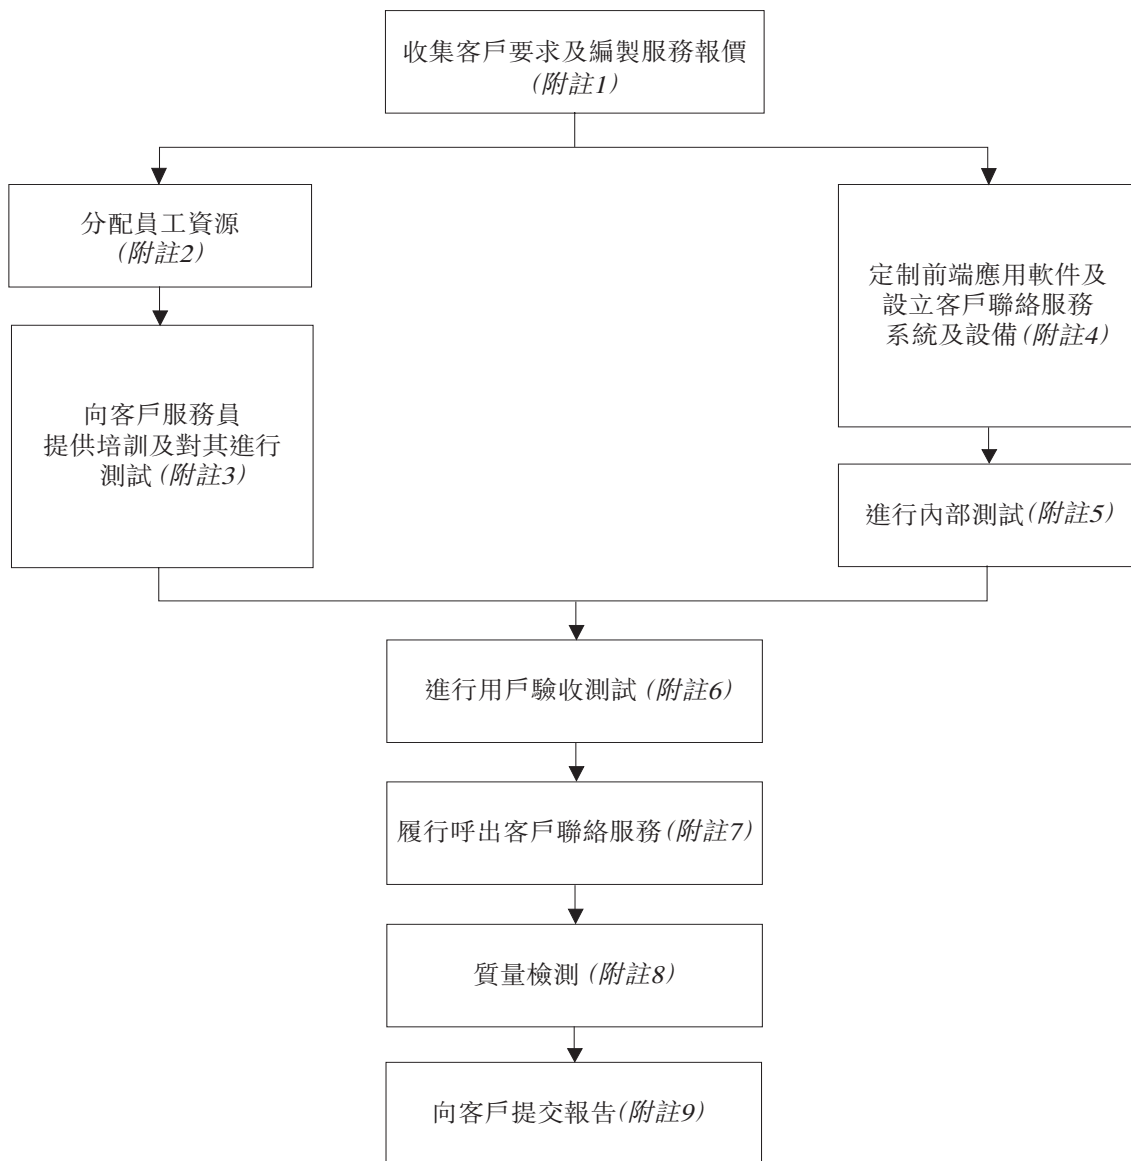 收集客戶要求及編製服務報價
(附註1)
分配員工資源
(附註2)
向客戶服務員
提供培訓及對其進行
測試(附註3)
定制前端應用軟件及
設立客戶聯絡服務
系統及設備(附註4)
進行內部測試(附註5)
進行用戶驗收測試 (附註6)
履行呼出客戶聯絡服務(附註7)
質量檢測 (附註8)
向客戶提交報告(附註9)